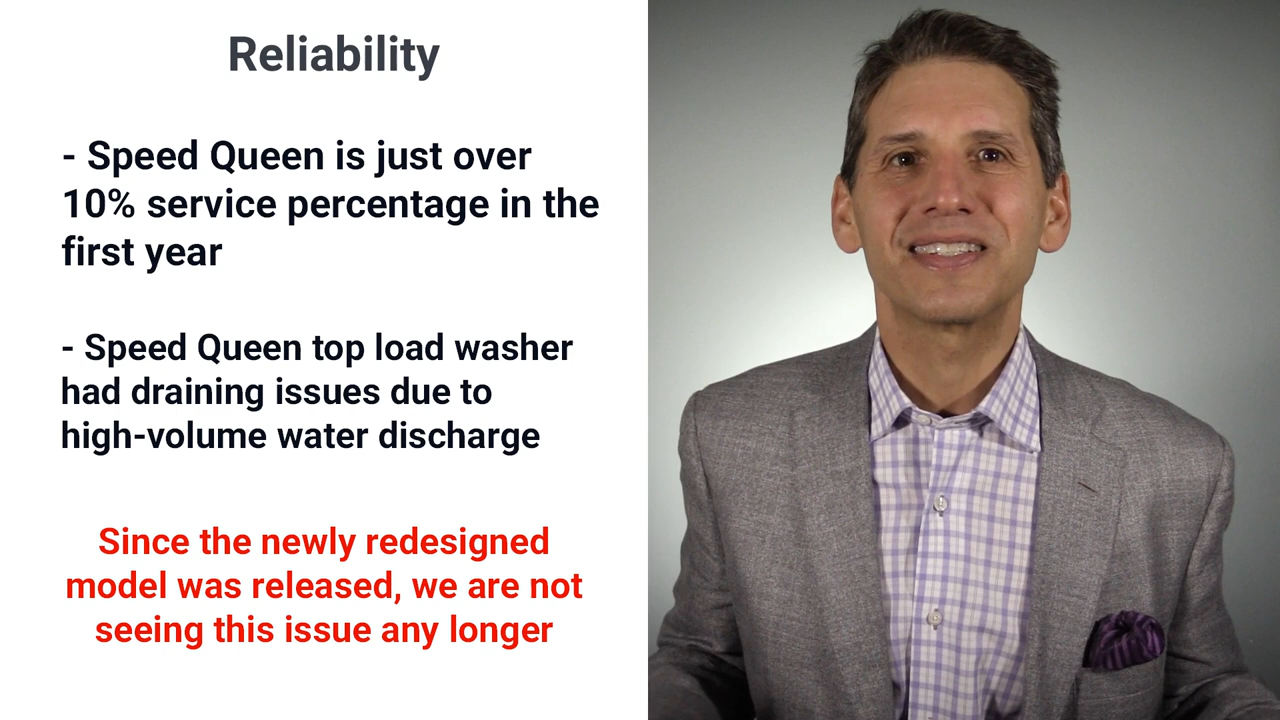 Reliability
- Speed Queen is just over
10% service percentage in the
first year
- Speed Queen top load washer
had draining issues due to
high-volume water discharge
Since the newly redesigned
model was released, we are not
seeing this issue any longer